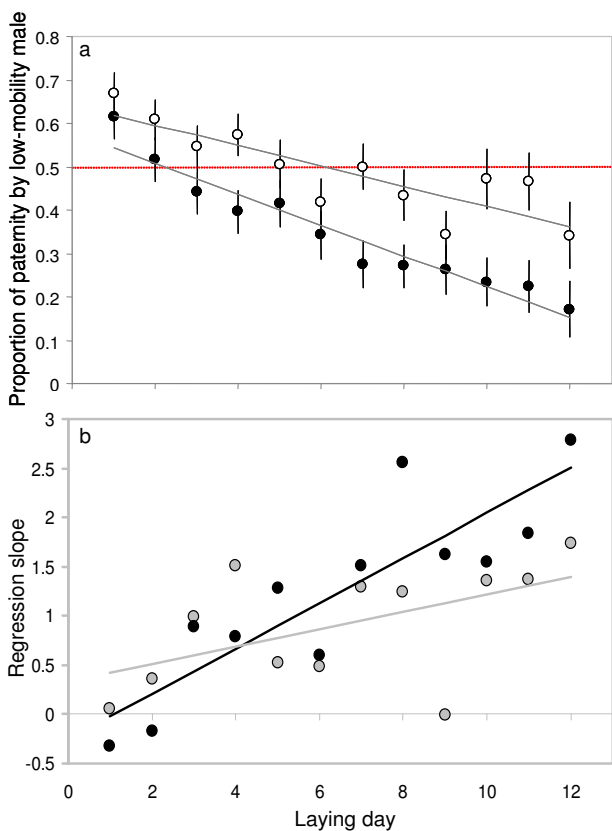 Proportion of paternity by low-mobility male
a
0.8
0.7
0.6
0.5
0.4
0.3
0.2
0.1
0
Regression slope
b
3
2.5
2
1.5
1
0.5
0
-0.5
0 2 4 6 8 10 12
Laying day